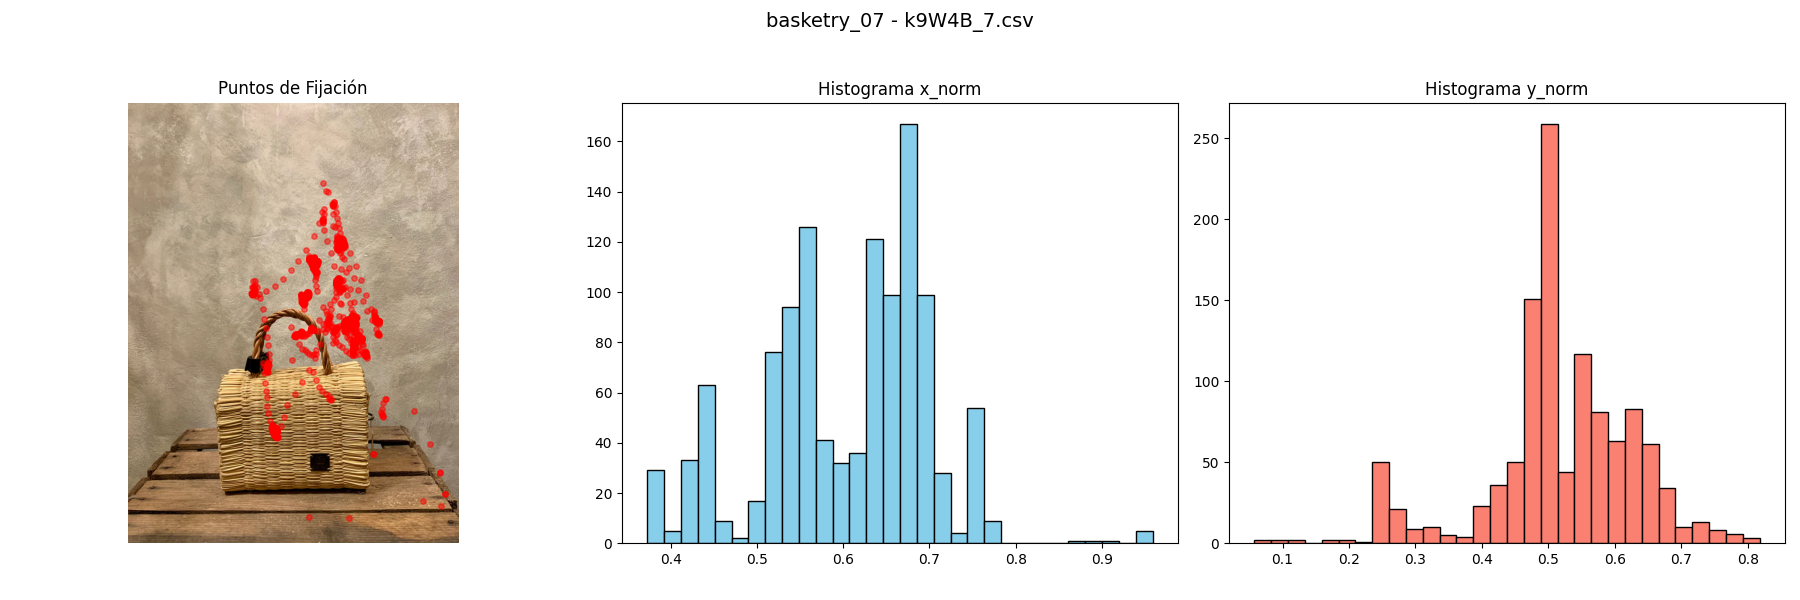 basketry_07 - k9W4B_7.csv
Puntos de Fijación
Histograma x_norm
160
140
120
100
80
60
40
20
0
0.4 0.5 0.6 0.7 0.8 0.9
Histograma y_norm
250
200
150
100
50
0
0.1 0.2 0.3 0.4 0.5 0.6 0.7 0.8